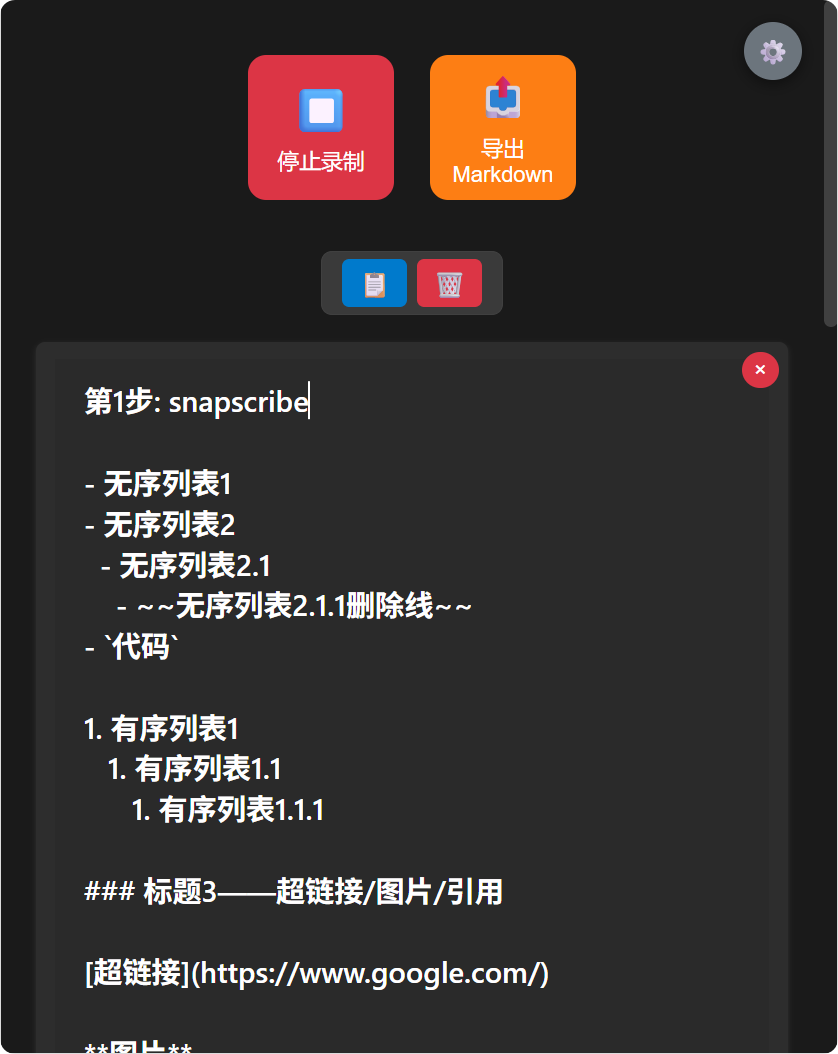 停止录制
导出
Markdown
第1步: snapscribe
- 无序列表1
- 无序列表2
  - 无序列表2.1
    - ~~无序列表2.1.1删除线~~
- `代码`
1. 有序列表1
   1. 有序列表1.1
      1. 有序列表1.1.1
### 标题3——超链接/图片/引用
[超链接](https://www.google.com/)
**图片**